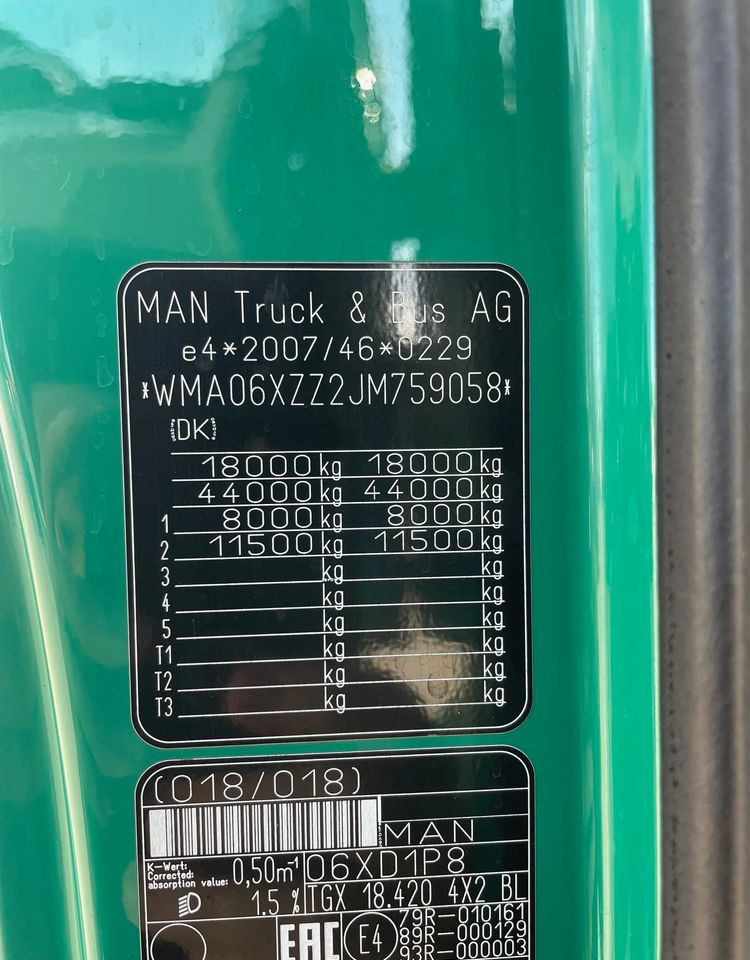 MAN Truck & Bus AG
e4*2007/46*0229
*WMA06XZZ2JM759058*
DK
18000 kg 18000 kg
44000 kg 44000 kg
1 8000 kg 8000 kg
2 11500 kg 11500 kg
3 kg kg
4 kg kg
5 kg kg
T1 kg kg
T2 kg kg
T3 kg kg
(018/018)
MAN
K-Wert:
Corrected
absorption value:
0,50m⁻¹
06XD1P8
1.5 %
TGX 18.420 4X2 BL
EAC
E4
79R-010161
89R-000129
93R-000003